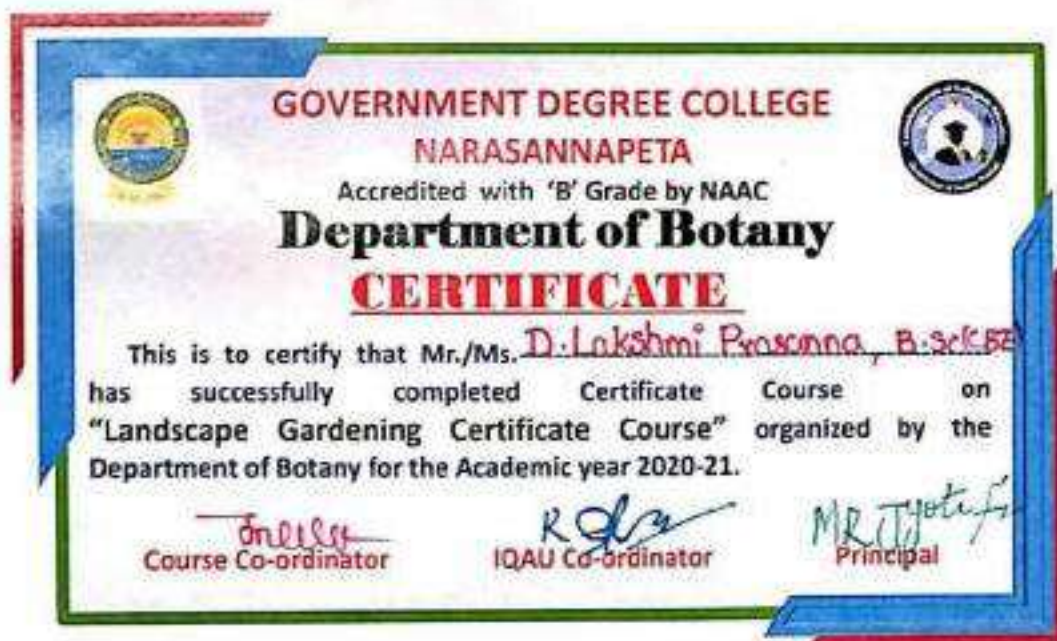 GOVERNMENT DEGREE COLLEGE
NARASANNAPETA
Accredited with 'B' Grade by NAAC
Department of Botany
CERTIFICATE
This is to certify that Mr./Ms. D. Lakshmi Prasanna, B.Sc(CBZ)
has successfully completed Certificate Course on
"Landscape Gardening Certificate Course" organized by the
Department of Botany for the Academic year 2020-21.
Course Co-ordinator IQAU Co-ordinator Principal